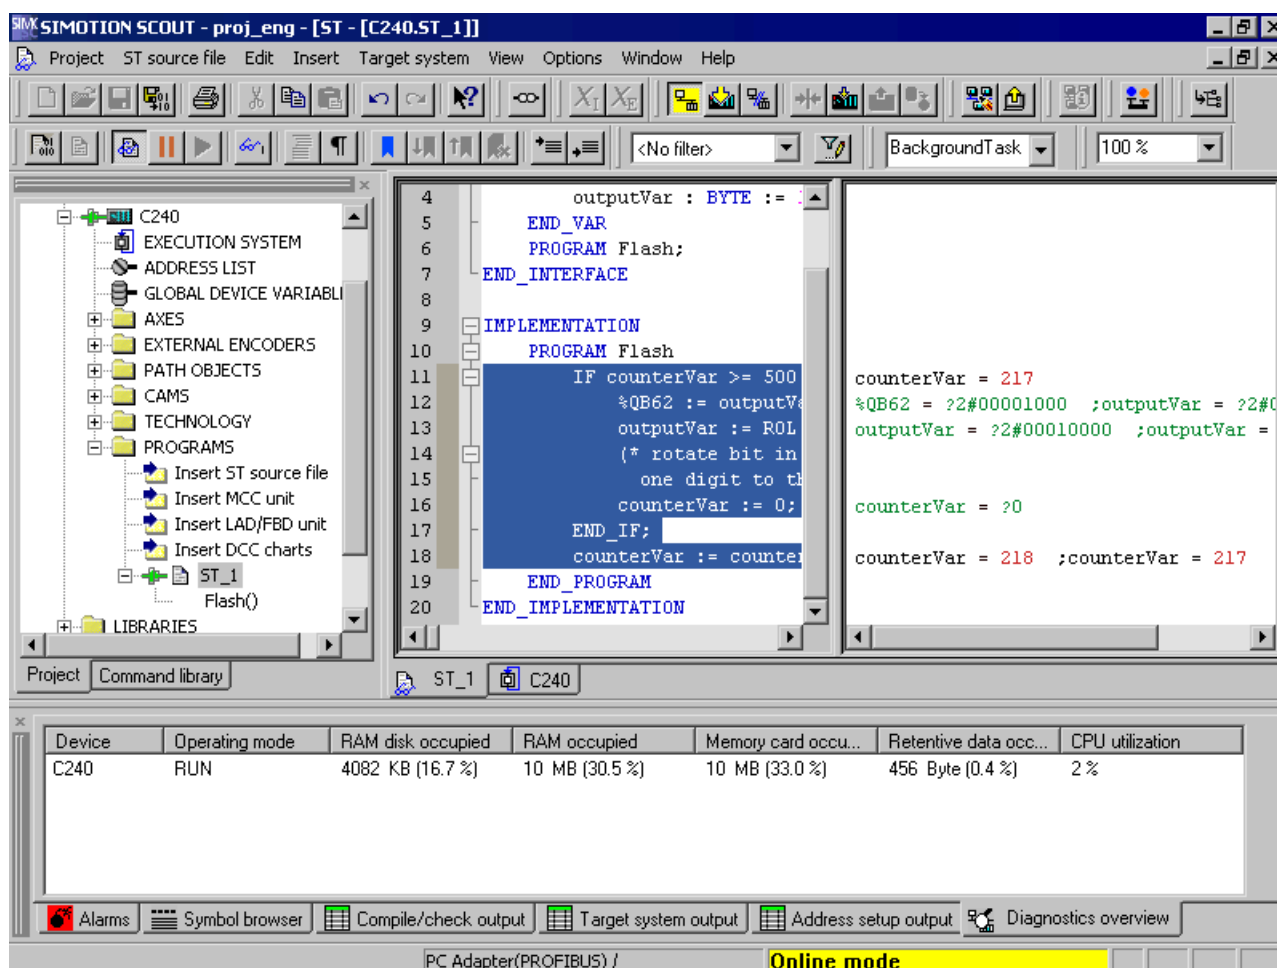 SIMOTION SCOUT - proj_eng - [ST - [C240.ST_1]]
Project ST source file Edit Insert Target system View Options Window Help
<No filter> BackgroundTask 100 %
C240
EXECUTION SYSTEM
ADDRESS LIST
GLOBAL DEVICE VARIABL
AXES
EXTERNAL ENCODERS
PATH OBJECTS
CAMS
TECHNOLOGY
PROGRAMS
Insert ST source file
Insert MCC unit
Insert LAD/FBD unit
Insert DCC charts
ST_1
Flash()
LIBRARIES
Project Command library
4 outputVar : BYTE :=
5 END_VAR
6 PROGRAM Flash;
7 END_INTERFACE
8
9 IMPLEMENTATION
10 PROGRAM Flash
11 IF counterVar >= 500
12 %QB62 := outputVa
13 outputVar := ROL
14 (* rotate bit in
15 one digit to th
16 counterVar := 0;
17 END_IF;
18 counterVar := counter
19 END_PROGRAM
20 END_IMPLEMENTATION
counterVar = 217
%QB62 = ?2#00001000 ;outputVar = ?2#0
outputVar = ?2#00010000 ;outputVar =
counterVar = ?0
counterVar = 218 ;counterVar = 217
ST_1 C240
Device Operating mode RAM disk occupied RAM occupied Memory card occu... Retentive data occ... CPU utilization
C240 RUN 4082 KB (16.7 %) 10 MB (30.5 %) 10 MB (33.0 %) 456 Byte (0.4 %) 2 %
Alarms Symbol browser Compile/check output Target system output Address setup output Diagnostics overview
PC Adapter(PROFIBUS) / Online mode